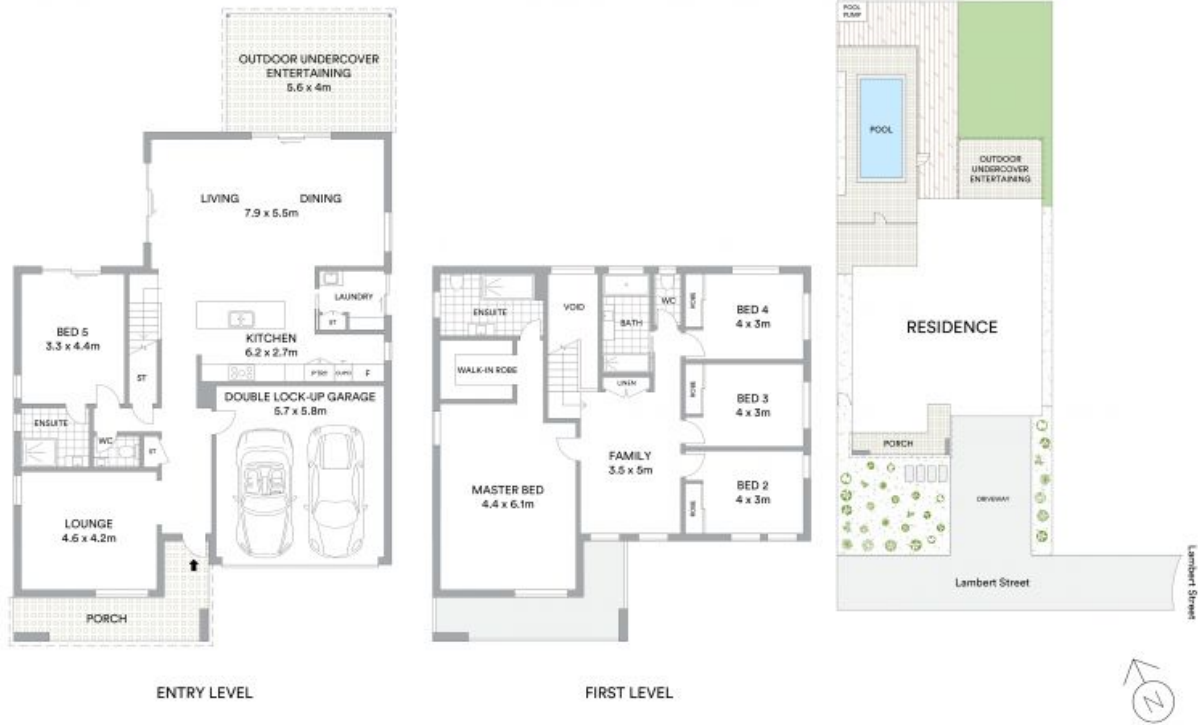 OUTDOOR UNDERCOVER
ENTERTAINING
5.6 x 4m
LIVING
DINING
7.9 x 5.5m
LAUNDRY
ST
BED 5
3.3 x 4.4m
KITCHEN
6.2 x 2.7m
ST
F
DOUBLE LOCK-UP GARAGE
5.7 x 5.8m
ENSUITE
WC
ST
LOUNGE
4.6 x 4.2m
PORCH
ENTRY LEVEL
ENSUITE
VOID
BATH
WC
ROBE
BED 4
4 x 3m
WALK-IN ROBE
LINEN
ROBE
BED 3
4 x 3m
FAMILY
3.5 x 5m
MASTER BED
4.4 x 6.1m
ROBE
BED 2
4 x 3m
FIRST LEVEL
POOL
PUMP
POOL
OUTDOOR
UNDERCOVER
ENTERTAINING
RESIDENCE
PORCH
DRIVEWAY
Lambert Street
Lambert Street
N